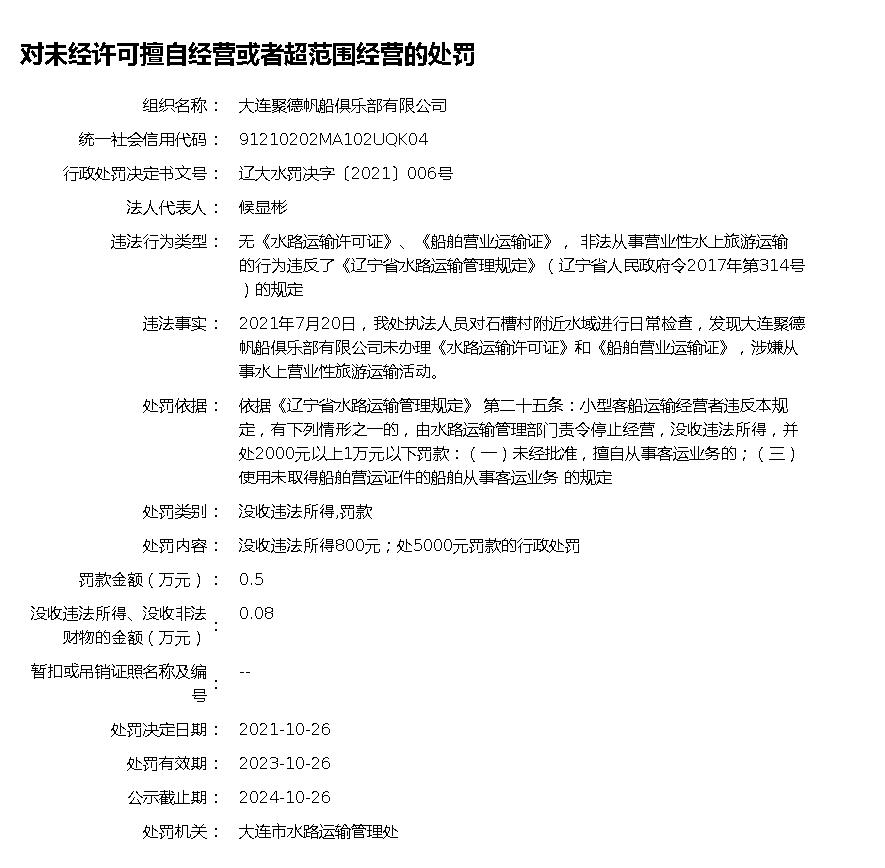 对未经许可擅自经营或者超范围经营的处罚
组织名称： 大连聚德帆船俱乐部有限公司
统一社会信用代码： 91210202MA102UQK04
行政处罚决定书文号： 辽大水罚决字〔2021〕006号
法人代表人： 候显彬
违法行为类型： 无《水路运输许可证》、《船舶营业运输证》， 非法从事营业性水上旅游运输
的行为违反了《辽宁省水路运输管理规定》（辽宁省人民政府令2017年第314号
）的规定
违法事实： 2021年7月20日，我处执法人员对石槽村附近水域进行日常检查，发现大连聚德
帆船俱乐部有限公司未办理《水路运输许可证》和《船舶营业运输证》，涉嫌从
事水上营业性旅游运输活动。
处罚依据： 依据《辽宁省水路运输管理规定》 第二十五条：小型客船运输经营者违反本规
定，有下列情形之一的，由水路运输管理部门责令停止经营，没收违法所得，并
处2000元以上1万元以下罚款：（一）未经批准，擅自从事客运业务的；（三）
使用未取得船舶营运证件的船舶从事客运业务 的规定
处罚类别： 没收违法所得,罚款
处罚内容： 没收违法所得800元；处5000元罚款的行政处罚
罚款金额（万元）： 0.5
没收违法所得、没收非法
财物的金额（万元）： 0.08
暂扣或吊销证照名称及编
号： --
处罚决定日期： 2021-10-26
处罚有效期： 2023-10-26
公示截止期： 2024-10-26
处罚机关： 大连市水路运输管理处